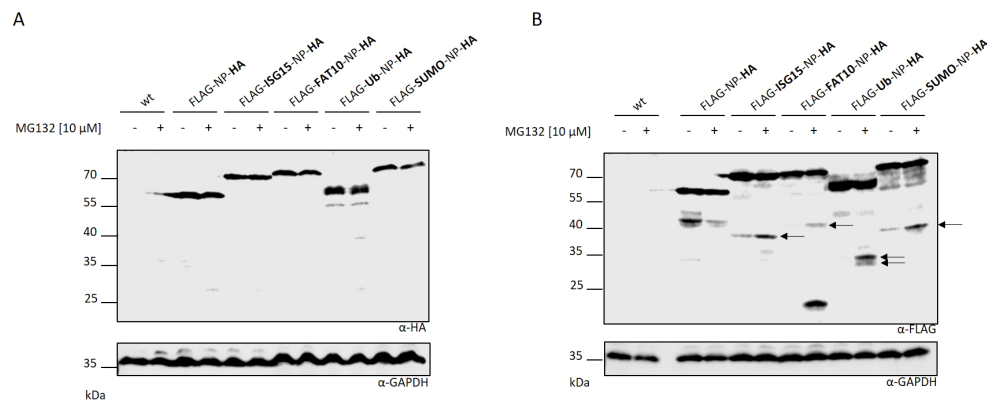 A
wt
FLAG-NP-HA
FLAG-ISG15-NP-HA
FLAG-FAT10-NP-HA
FLAG-Ub-NP-HA
FLAG-SUMO-NP-HA
MG132 [10 µM] - + - + - + - + - + - +
70
55
40
35
25
α-HA
35
α-GAPDH
kDa
B
wt
FLAG-NP-HA
FLAG-ISG15-NP-HA
FLAG-FAT10-NP-HA
FLAG-Ub-NP-HA
FLAG-SUMO-NP-HA
MG132 [10 µM] - + - + - + - + - + - +
70
55
40
35
25
α-FLAG
35
α-GAPDH
kDa